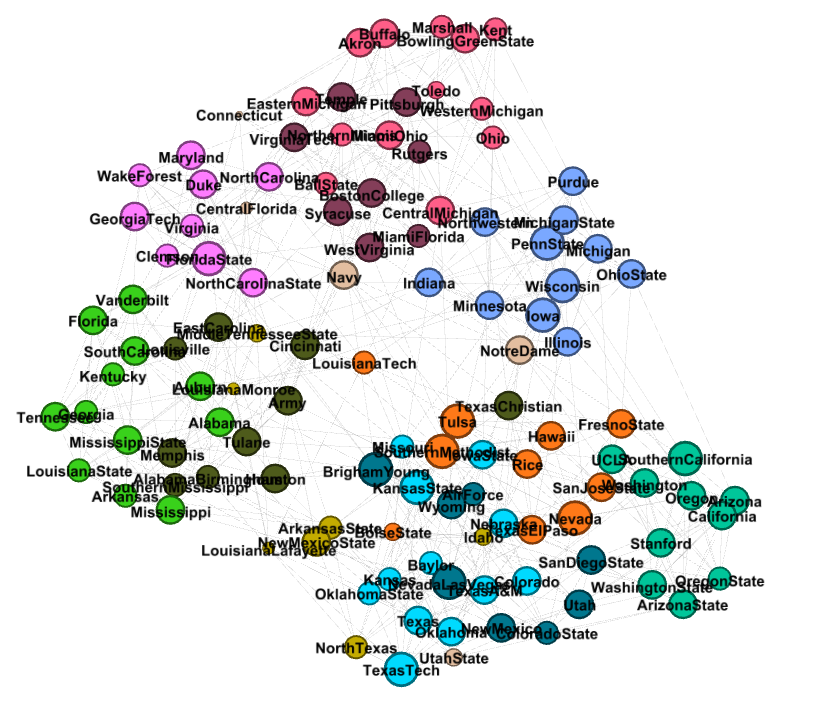 Marshall
Kent
Buffalo
Akron
BowlingGreenState
Toledo
EasternMichigan
Temple
Pittsburgh
WesternMichigan
Connecticut
VirginiaTech
MiamiOhio
Ohio
Rutgers
Maryland
WakeForest
Duke
NorthCarolina
BallState
BostonCollege
Purdue
CentralFlorida
Syracuse
CentralMichigan
GeorgiaTech
Virginia
Northwestern
MichiganState
MiamiFlorida
PennState
Michigan
Clemson
FloridaState
WestVirginia
NorthCarolinaState
Navy
Indiana
OhioState
Wisconsin
Vanderbilt
Minnesota
Iowa
Florida
EastCarolina
MiddleTennesseeState
Cincinnati
SouthCarolina
Louisville
NotreDame
Illinois
LouisianaTech
Kentucky
Auburn
LouisianaMonroe
Army
TexasChristian
Tennessee
Georgia
Alabama
Tulsa
FresnoState
Hawaii
MississippiState
Tulane
Missouri
SouthernMethodist
IowaState
Memphis
UCLA
SouthernCalifornia
Rice
LouisianaState
BrighamYoung
AlabamaBirmingham
Houston
SouthernMississippi
KansasState
SanJoseState
Washington
Arkansas
AirForce
Wyoming
Oregon
Arizona
Mississippi
California
Nevada
ArkansasState
Nebraska
TexasElPaso
BoiseState
Idaho
NewMexicoState
LouisianaLafayette
Stanford
Baylor
SanDiegoState
Kansas
NevadaLasVegas
Colorado
OklahomaState
TexasA&M
WashingtonState
OregonState
Utah
ArizonaState
Texas
Oklahoma
NewMexico
ColoradoState
NorthTexas
UtahState
TexasTech